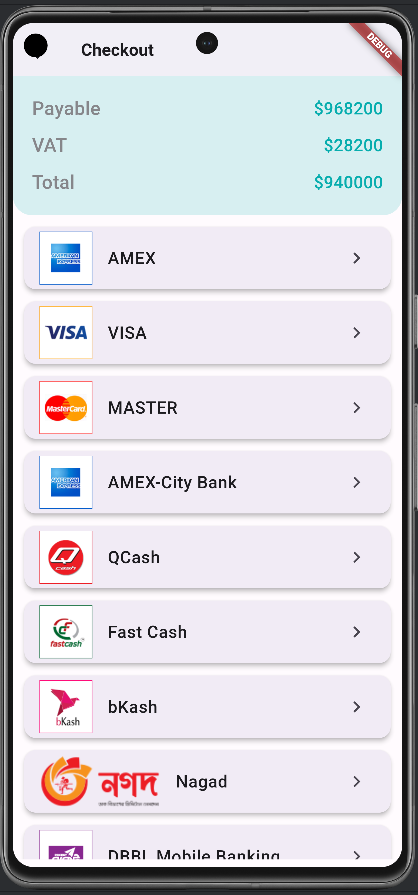 Checkout
DEBUG
Payable $968200
VAT $28200
Total $940000
AMERICAN
EXPRESS
AMEX
VISA
VISA
MasterCard
MASTER
AMERICAN
EXPRESS
AMEX-City Bank
Q
cash
QCash
fastcash
Fast Cash
bKash
bKash
নগদ
Nagad
DBBL Mobile Banking